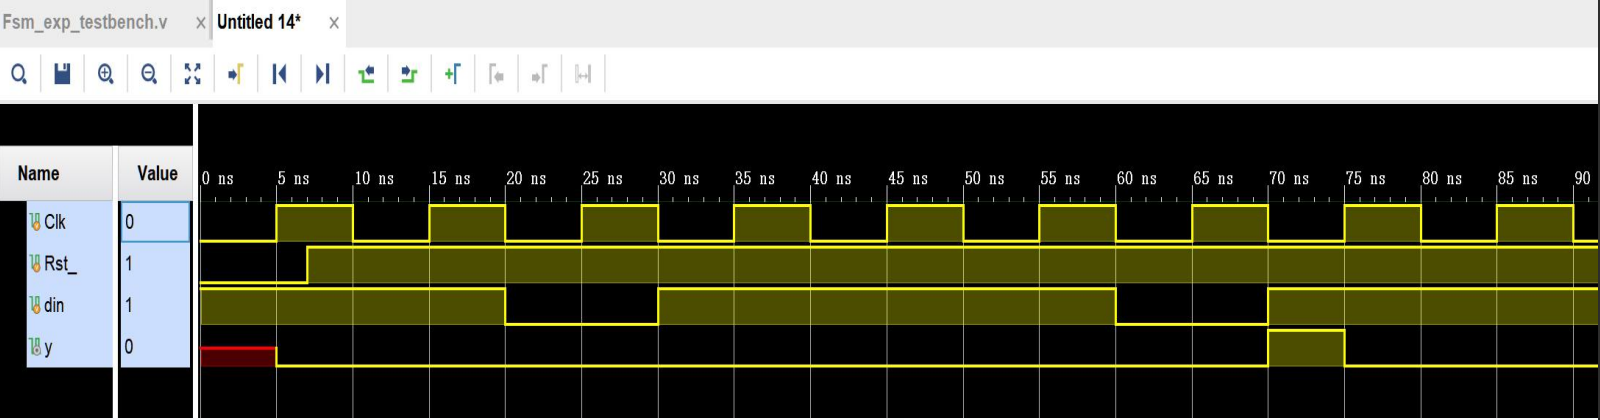 Fsm_exp_testbench.v × Untitled 14* ×
Name Value 0 ns 5 ns 10 ns 15 ns 20 ns 25 ns 30 ns 35 ns 40 ns 45 ns 50 ns 55 ns 60 ns 65 ns 70 ns 75 ns 80 ns 85 ns 90
Clk 0
Rst_ 1
din 1
y 0